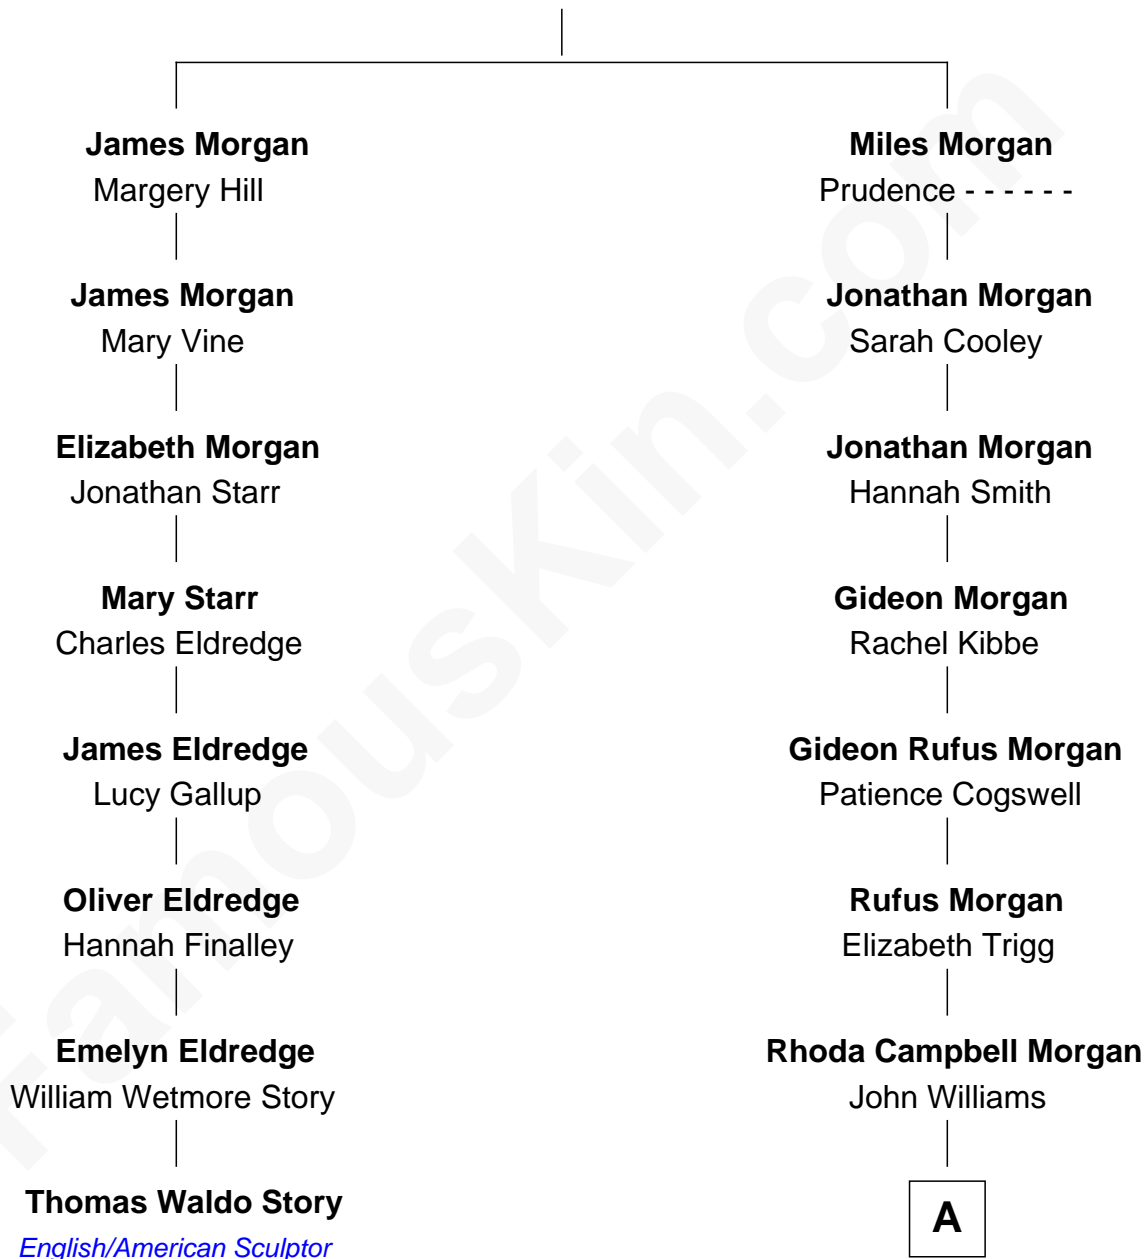 James Morgan
Margery Hill
James Morgan
Mary Vine
Elizabeth Morgan
Jonathan Starr
Mary Starr
Charles Eldredge
James Eldredge
Lucy Gallup
Oliver Eldredge
Hannah Finalley
Emelyn Eldredge
William Wetmore Story
Thomas Waldo Story
English/American Sculptor
Miles Morgan
Prudence - - - - - -
Jonathan Morgan
Sarah Cooley
Jonathan Morgan
Hannah Smith
Gideon Morgan
Rachel Kibbe
Gideon Rufus Morgan
Patience Cogswell
Rufus Morgan
Elizabeth Trigg
Rhoda Campbell Morgan
John Williams
A
FamousKin.com